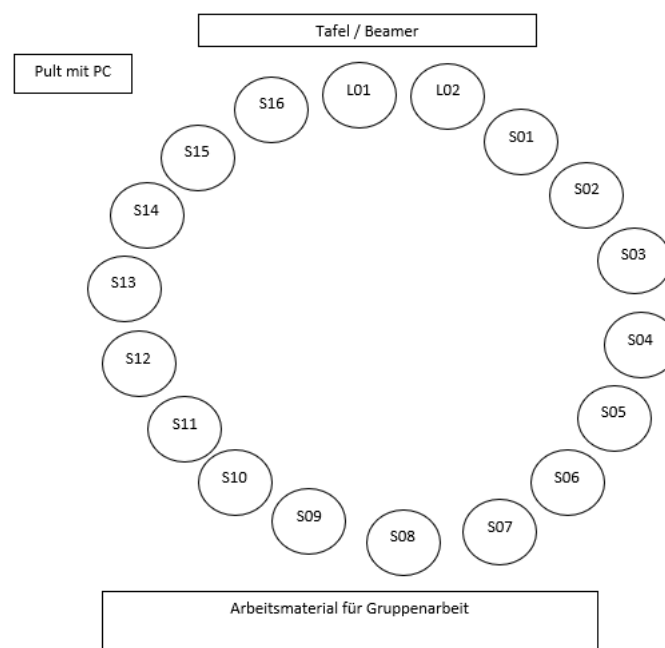 Tafel / Beamer
Pult mit PC
L01
L02
S16
S01
S15
S02
S14
S03
S13
S04
S12
S05
S11
S06
S10
S09
S07
S08
Arbeitsmaterial für Gruppenarbeit